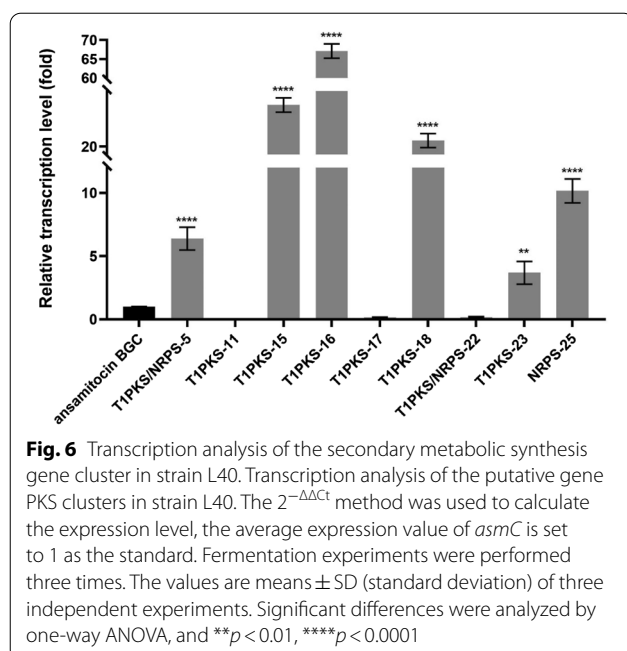 Relative transcription level (fold)
70
65
60
20
10
5
0
****
****
****
****
**
****
ansamitocin BGC
T1PKS/NRPS-5
T1PKS-11
T1PKS-15
T1PKS-16
T1PKS-17
T1PKS-18
T1PKS/NRPS-22
T1PKS-23
NRPS-25
Fig. 6 Transcription analysis of the secondary metabolic synthesis
gene cluster in strain L40. Transcription analysis of the putative gene
PKS clusters in strain L40. The 2^−ΔΔCt method was used to calculate
the expression level, the average expression value of asmC is set
to 1 as the standard. Fermentation experiments were performed
three times. The values are means ± SD (standard deviation) of three
independent experiments. Significant differences were analyzed by
one-way ANOVA, and **p < 0.01, ****p < 0.0001